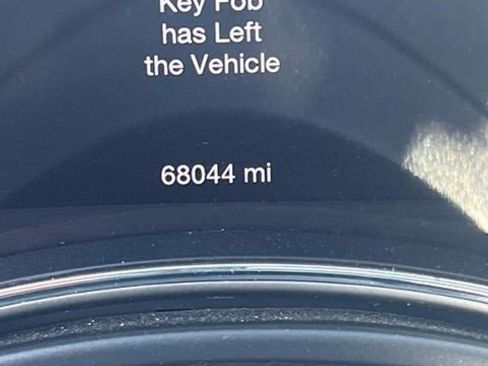 Key Fob
has Left
the Vehicle
68044 mi